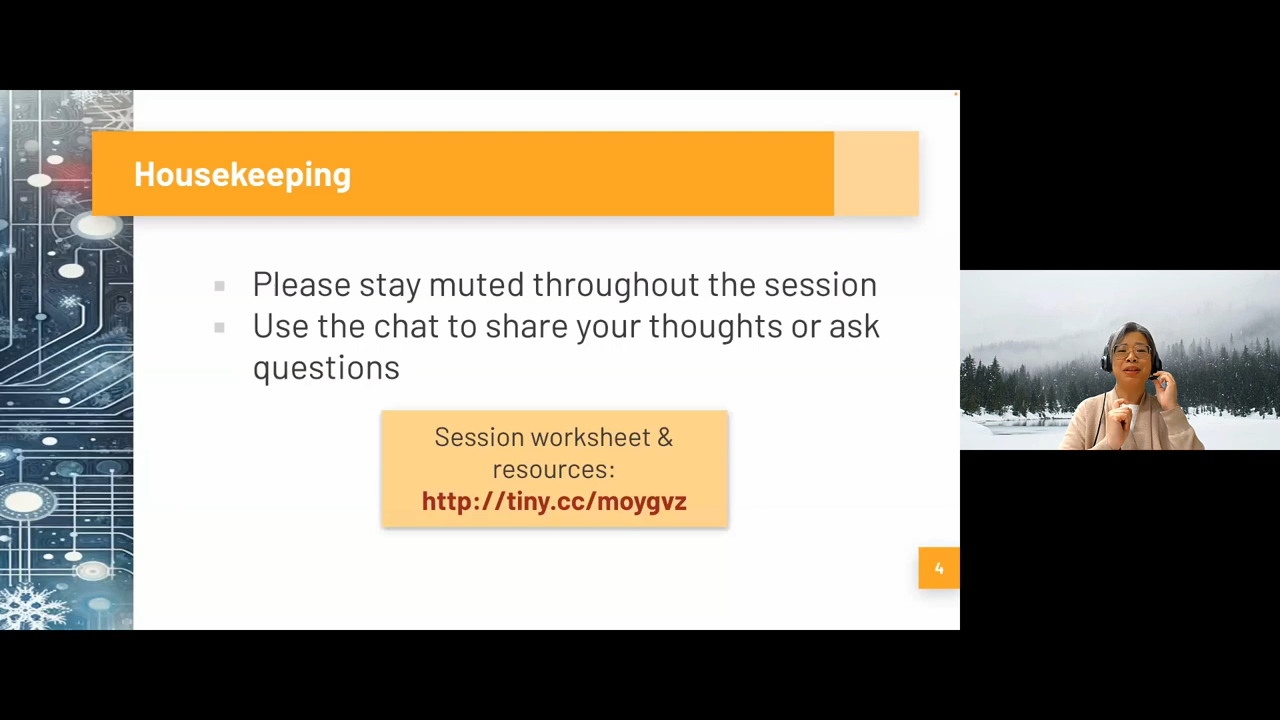 Housekeeping
Please stay muted throughout the session
Use the chat to share your thoughts or ask
questions
Session worksheet &
resources:
http://tiny.cc/moygvz
4